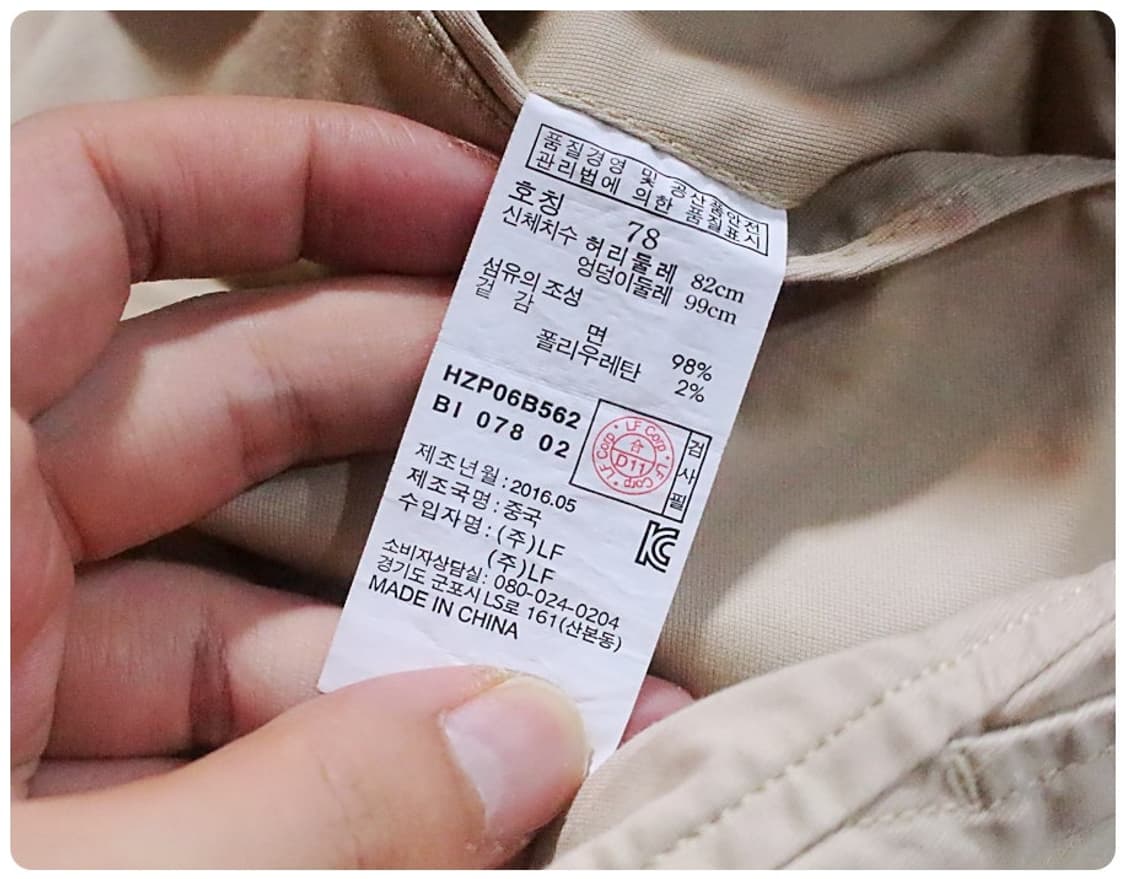 품질경영 및 공산품안전
관리법에 의한 품질표시
호칭 78
신체치수 허리둘레 82cm
엉덩이둘레 99cm
섬유의 조성
겉감
면 98%
폴리우레탄 2%
HZP06B562
BI 078 02
LF Corp LF Corp LF Corp
合
D11
검사필
제조년월 : 2016.05
제조국명 : 중국
수입자명 : (주)LF
(주)LF
소비자상담실: 080-024-0204
경기도 군포시 LS로 161(산본동)
MADE IN CHINA